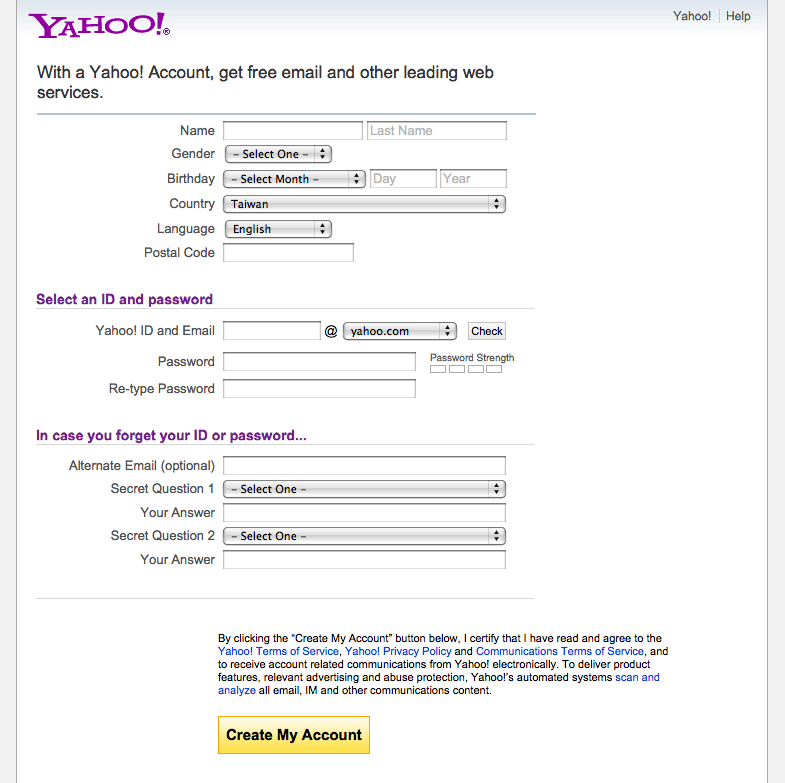 YAHOO!®
Yahoo! Help
With a Yahoo! Account, get free email and other leading web
services.
Name Last Name
Gender – Select One –
Birthday – Select Month – Day Year
Country Taiwan
Language English
Postal Code
Select an ID and password
Yahoo! ID and Email @ yahoo.com Check
Password Password Strength
Re-type Password
In case you forget your ID or password...
Alternate Email (optional)
Secret Question 1 – Select One –
Your Answer
Secret Question 2 – Select One –
Your Answer
By clicking the “Create My Account” button below, I certify that I have read and agree to the
Yahoo! Terms of Service, Yahoo! Privacy Policy and Communications Terms of Service, and
to receive account related communications from Yahoo! electronically. To deliver product
features, relevant advertising and abuse protection, Yahoo!'s automated systems scan and
analyze all email, IM and other communications content.
Create My Account